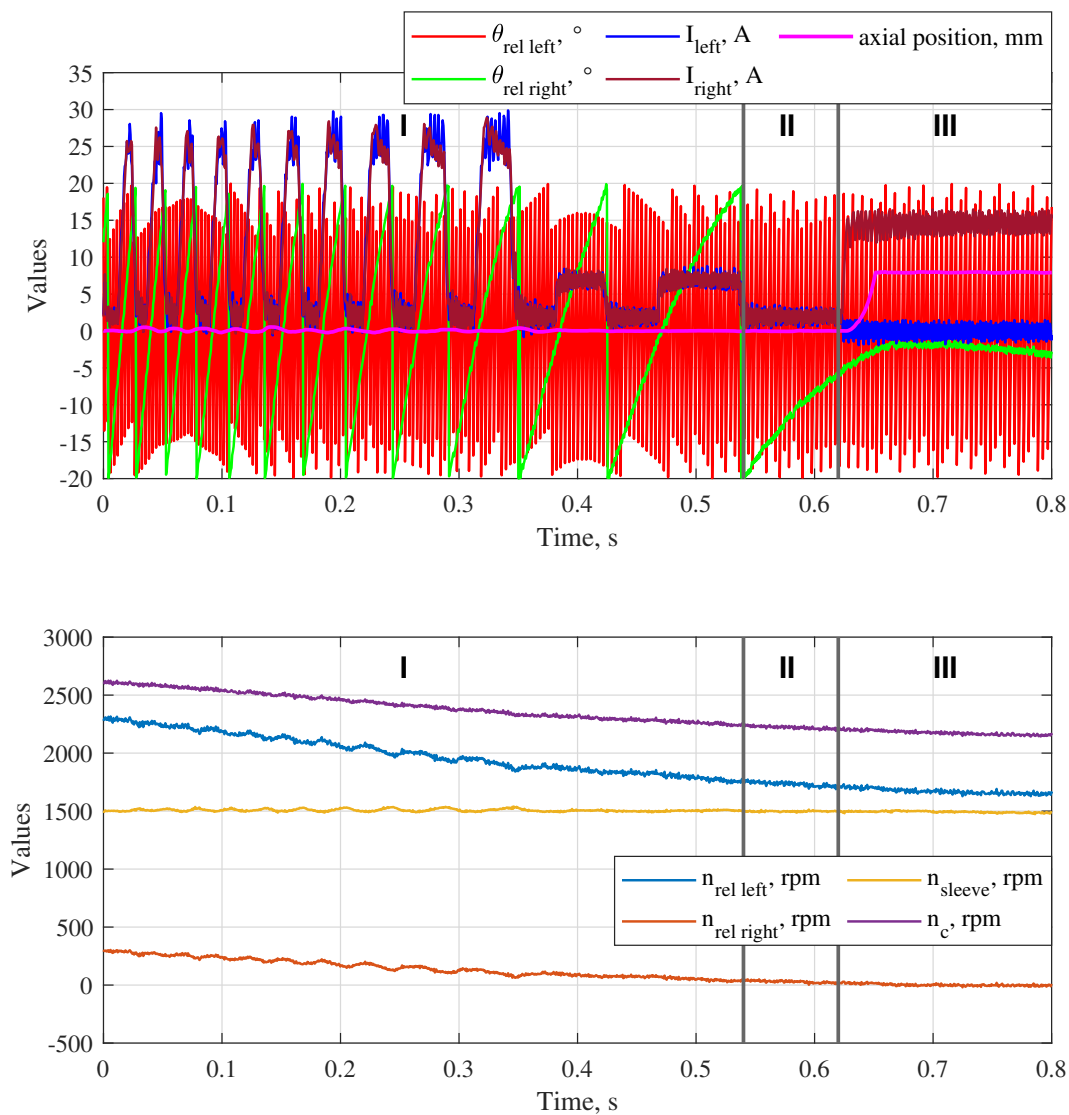 θrel left, ° Ileft, A axial position, mm
θrel right, ° Iright, A
35
30
25
20
15
10
5
0
-5
-10
-15
-20
Values
I II III
0 0.1 0.2 0.3 0.4 0.5 0.6 0.7 0.8
Time, s
3000
2500
2000
1500
1000
500
0
-500
Values
I II III
nrel left, rpm nsleeve, rpm
nrel right, rpm nc, rpm
0 0.1 0.2 0.3 0.4 0.5 0.6 0.7 0.8
Time, s